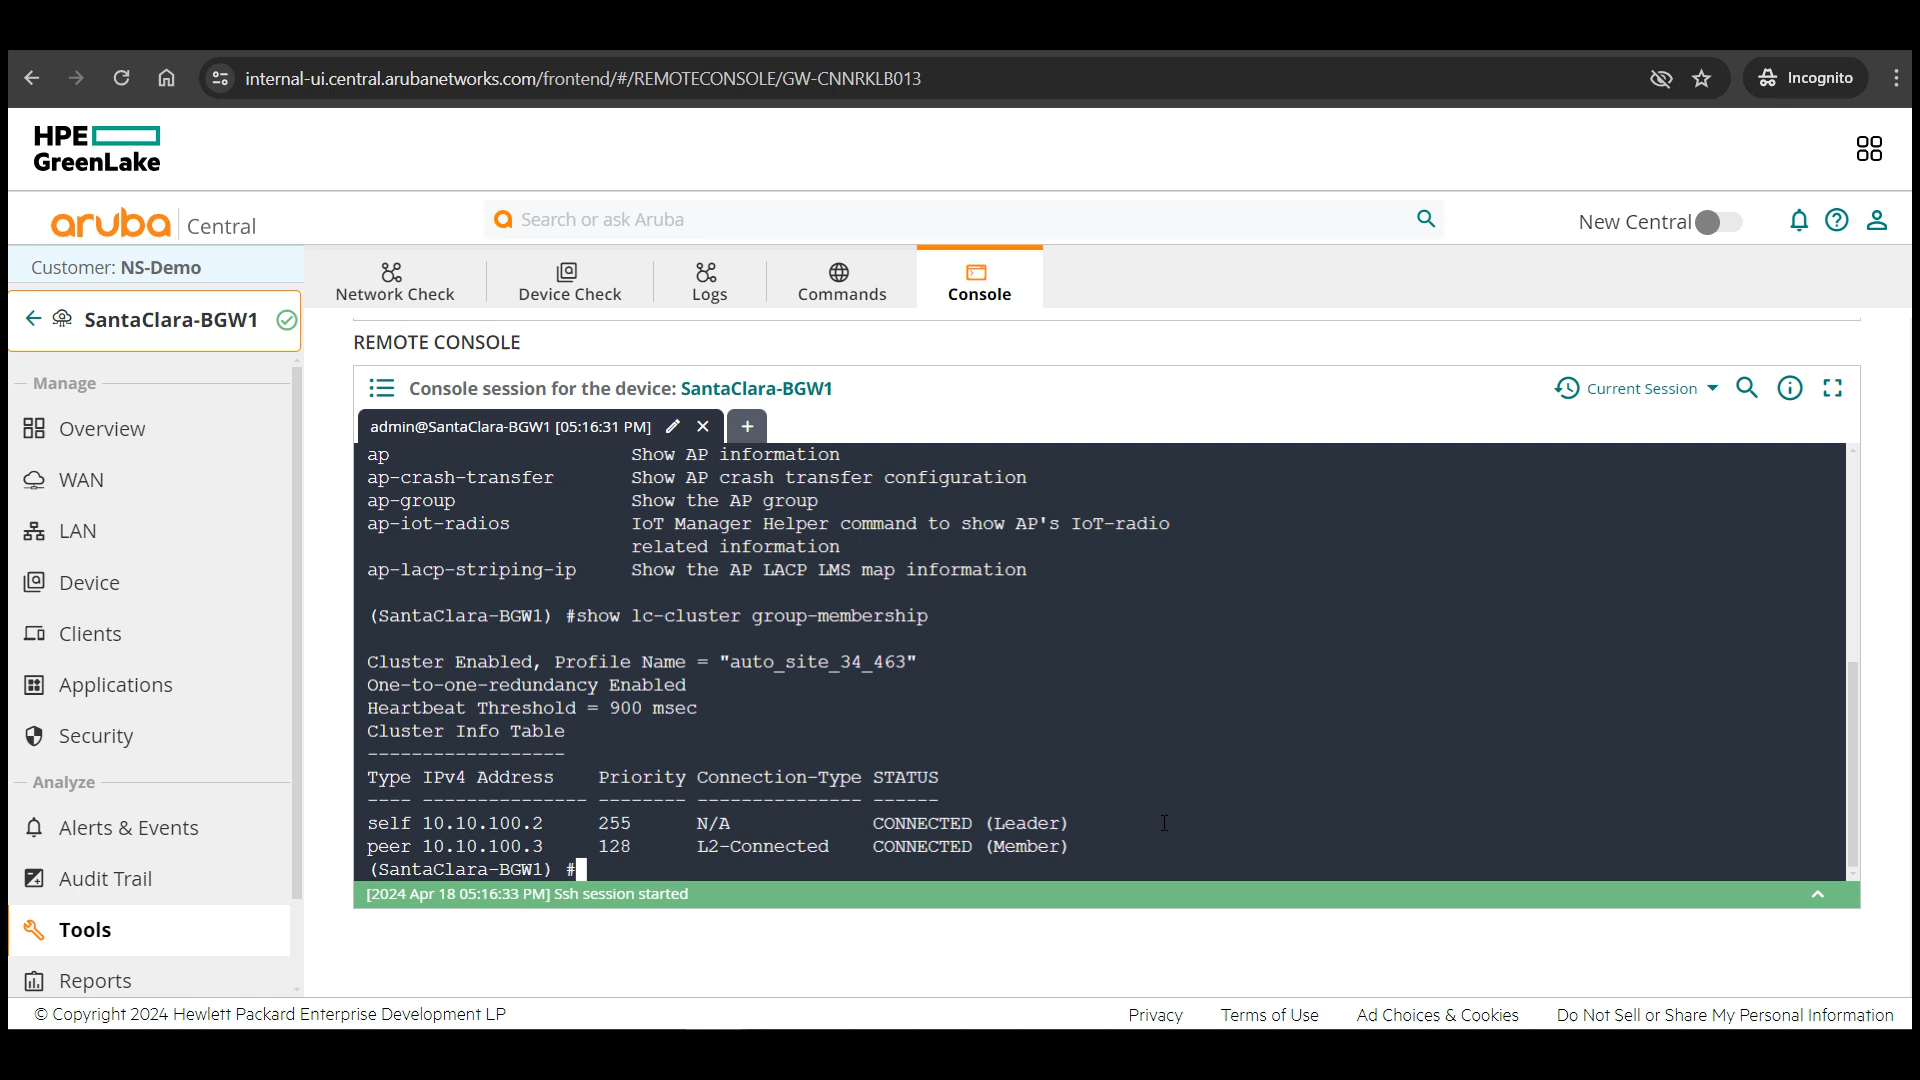 internal-ui.central.arubanetworks.com/frontend/#/REMOTECONSOLE/GW-CNNRKLB013
Incognito
HPE
GreenLake
aruba Central
Search or ask Aruba
New Central
Customer: NS-Demo
Network Check
Device Check
Logs
Commands
Console
SantaClara-BGW1
Manage
Overview
WAN
LAN
Device
Clients
Applications
Security
Analyze
Alerts & Events
Audit Trail
Tools
Reports
REMOTE CONSOLE
Console session for the device: SantaClara-BGW1
Current Session
admin@SantaClara-BGW1 [05:16:31 PM]
+
ap Show AP information
ap-crash-transfer Show AP crash transfer configuration
ap-group Show the AP group
ap-iot-radios IoT Manager Helper command to show AP's IoT-radio
related information
ap-lacp-striping-ip Show the AP LACP LMS map information
(SantaClara-BGW1) #show lc-cluster group-membership
Cluster Enabled, Profile Name = "auto_site_34_463"
One-to-one-redundancy Enabled
Heartbeat Threshold = 900 msec
Cluster Info Table
------------------
Type IPv4 Address Priority Connection-Type STATUS
---- --------------- -------- --------------- ------
self 10.10.100.2 255 N/A CONNECTED (Leader)
peer 10.10.100.3 128 L2-Connected CONNECTED (Member)
(SantaClara-BGW1) #
[2024 Apr 18 05:16:33 PM] Ssh session started
© Copyright 2024 Hewlett Packard Enterprise Development LP
Privacy
Terms of Use
Ad Choices & Cookies
Do Not Sell or Share My Personal Information